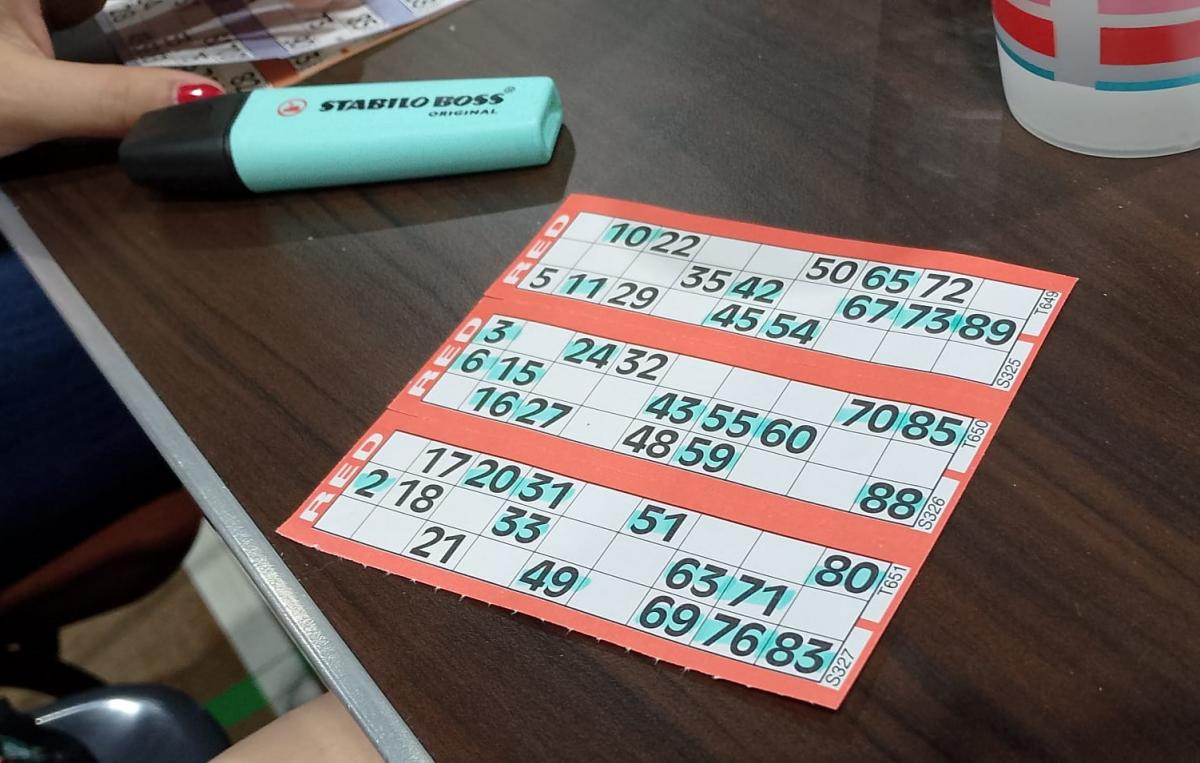 STABILO BOSS®
ORIGINAL
RED
10 22 50 65 72
35 42 67 73 89
5 11 29 45 54
T649
S325
RED
3 24 32 70 85
6 15 43 55 60
16 27 48 59 88
T650
S326
RED
17 20 31 51 80
2 18 33 63 71
21 49 69 76 83
T651
S327